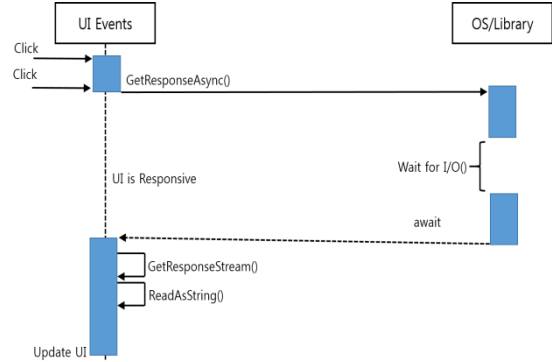 UI Events
OS/Library
Click
Click
GetResponseAsync()
Wait for I/O()
UI is Responsive
await
GetResponseStream()
ReadAsString()
Update UI